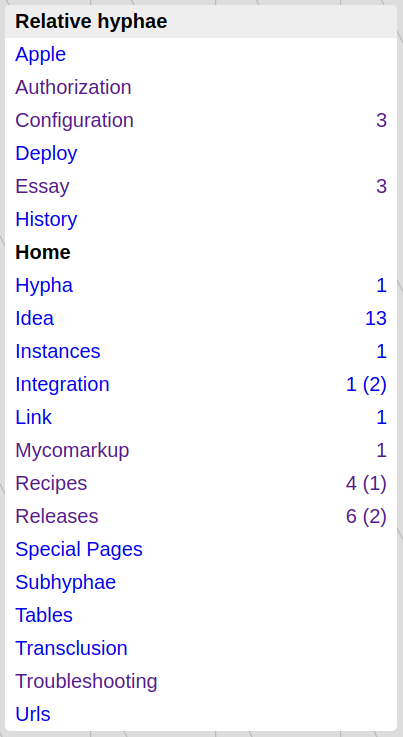 Relative hyphae
Apple
Authorization
Configuration 3
Deploy
Essay 3
History
Home
Hypha 1
Idea 13
Instances 1
Integration 1 (2)
Link 1
Mycomarkup 1
Recipes 4 (1)
Releases 6 (2)
Special Pages
Subhyphae
Tables
Transclusion
Troubleshooting
Urls